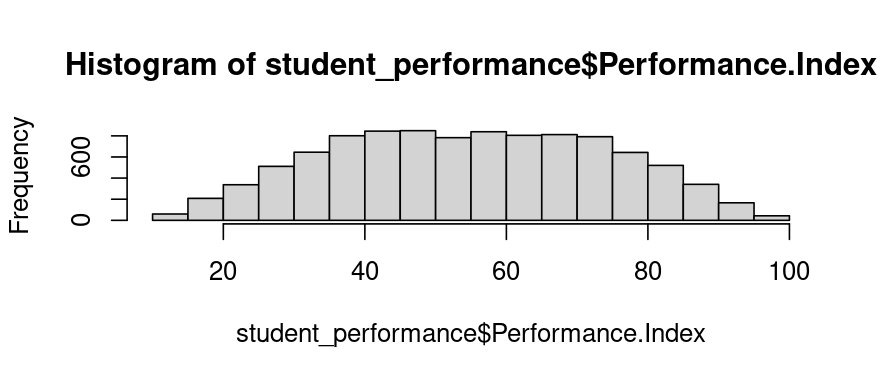 Histogram of student_performance$Performance.Index
Frequency
600
0
20 40 60 80 100
student_performance$Performance.Index